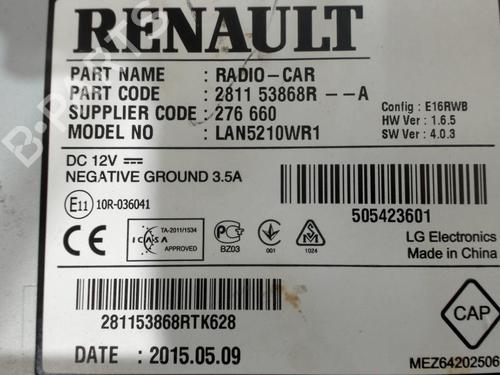 RENAULT
PART NAME : RADIO-CAR
PART CODE : 2811 53868R --A
SUPPLIER CODE : 276 660
MODEL NO : LAN5210WR1
Config : E16RWB
HW Ver : 1.6.5
SW Ver : 4.0.3
DC 12V
NEGATIVE GROUND 3.5A
E11 10R-036041
505423601
CE
ICASA
TA-2011/1534
APPROVED
BZ03
001
1024
LG Electronics
Made in China
281153868RTK628
DATE : 2015.05.09
CAP
MEZ64202506